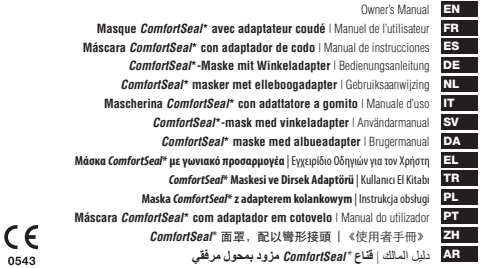 Owner's Manual EN
Masque ComfortSeal* avec adaptateur coudé | Manuel de l'utilisateur FR
Máscara ComfortSeal* con adaptador de codo | Manual de instrucciones ES
ComfortSeal*-Maske mit Winkeladapter | Bedienungsanleitung DE
ComfortSeal* masker met elleboogadapter | Gebruiksaanwijzing NL
Mascherina ComfortSeal* con adattatore a gomito | Manuale d'uso IT
ComfortSeal*-mask med vinkeladapter | Användarmanual SV
ComfortSeal* maske med albueadapter | Brugermanual DA
Μάσκα ComfortSeal* με γωνιακό προσαρμογέα | Εγχειρίδιο Οδηγιών για τον Χρήστη EL
ComfortSeal* Maskesi ve Dirsek Adaptörü | Kullanıcı El Kitabı TR
Maska ComfortSeal* z adapterem kolankowym | Instrukcja obsługi PL
Máscara ComfortSeal* com adaptador em cotovelo | Manual do utilizador PT
ComfortSeal* 面罩，配以彎形接頭 | 《使用者手冊》 ZH
دليل المالك | قناع ComfortSeal* مزود بمحول مرفقي AR
CE
0543